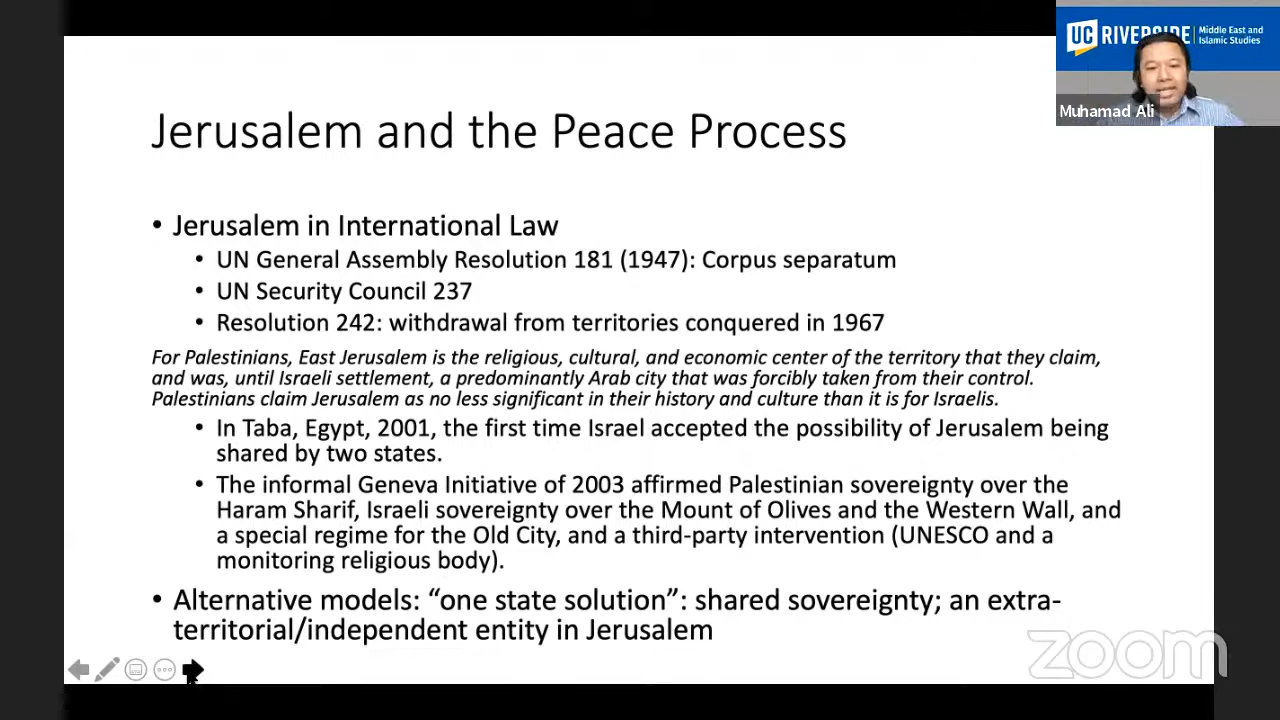 UC RIVERSIDE
Middle East and
Islamic Studies
Muhamad Ali
Jerusalem and the Peace Process
• Jerusalem in International Law
• UN General Assembly Resolution 181 (1947): Corpus separatum
• UN Security Council 237
• Resolution 242: withdrawal from territories conquered in 1967
For Palestinians, East Jerusalem is the religious, cultural, and economic center of the territory that they claim,
and was, until Israeli settlement, a predominantly Arab city that was forcibly taken from their control.
Palestinians claim Jerusalem as no less significant in their history and culture than it is for Israelis.
• In Taba, Egypt, 2001, the first time Israel accepted the possibility of Jerusalem being
shared by two states.
• The informal Geneva Initiative of 2003 affirmed Palestinian sovereignty over the
Haram Sharif, Israeli sovereignty over the Mount of Olives and the Western Wall, and
a special regime for the Old City, and a third-party intervention (UNESCO and a
monitoring religious body).
• Alternative models: “one state solution”: shared sovereignty; an extra-
territorial/independent entity in Jerusalem
zoom